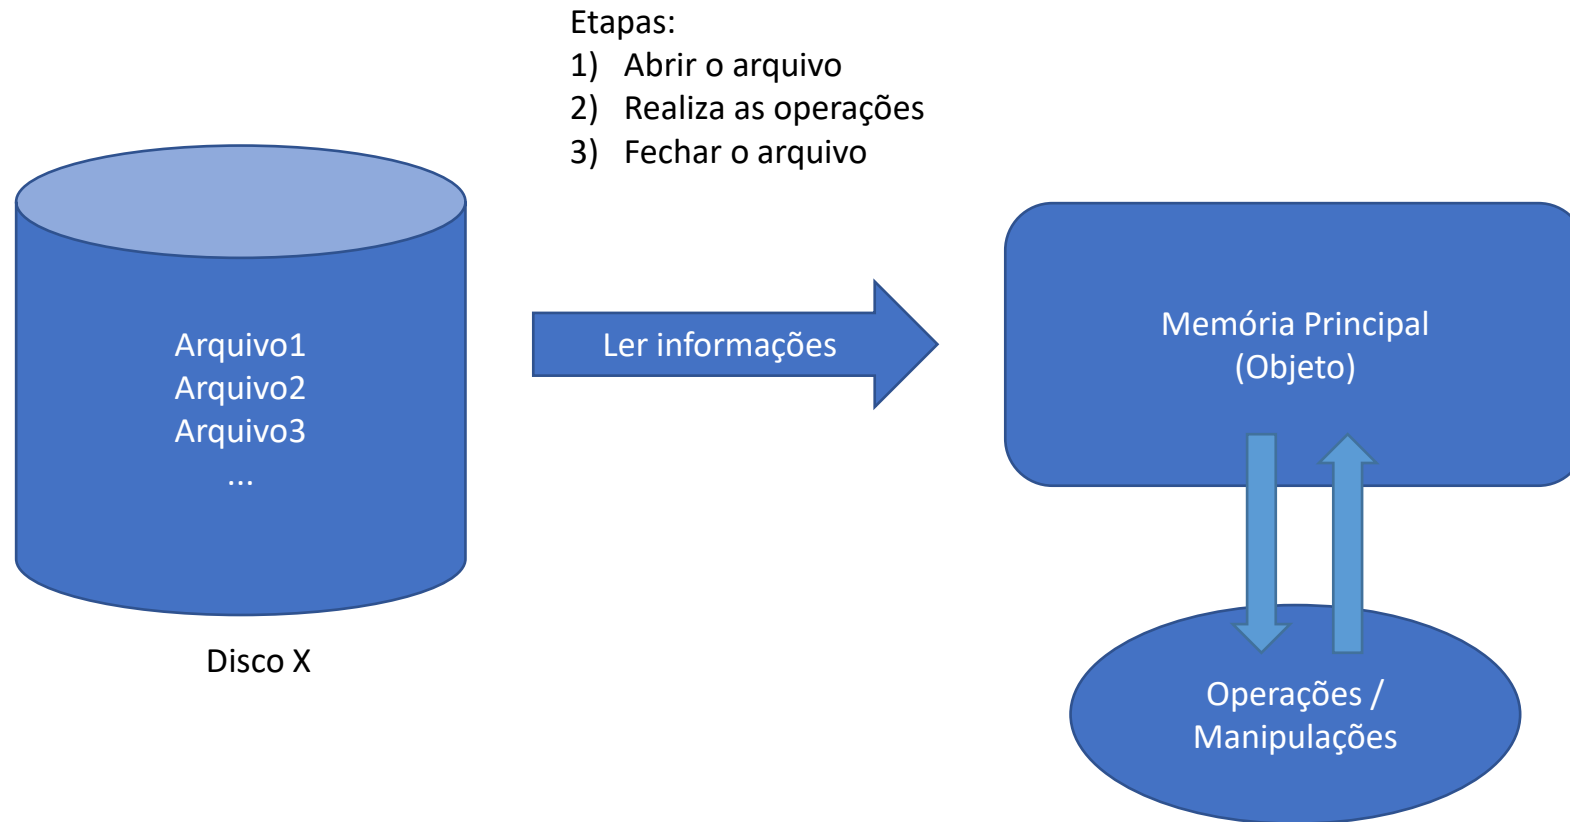 Etapas:
1) Abrir o arquivo
2) Realiza as operações
3) Fechar o arquivo
Arquivo1
Arquivo2
Arquivo3
...
Disco X
Ler informações
Memória Principal
(Objeto)
Operações /
Manipulações